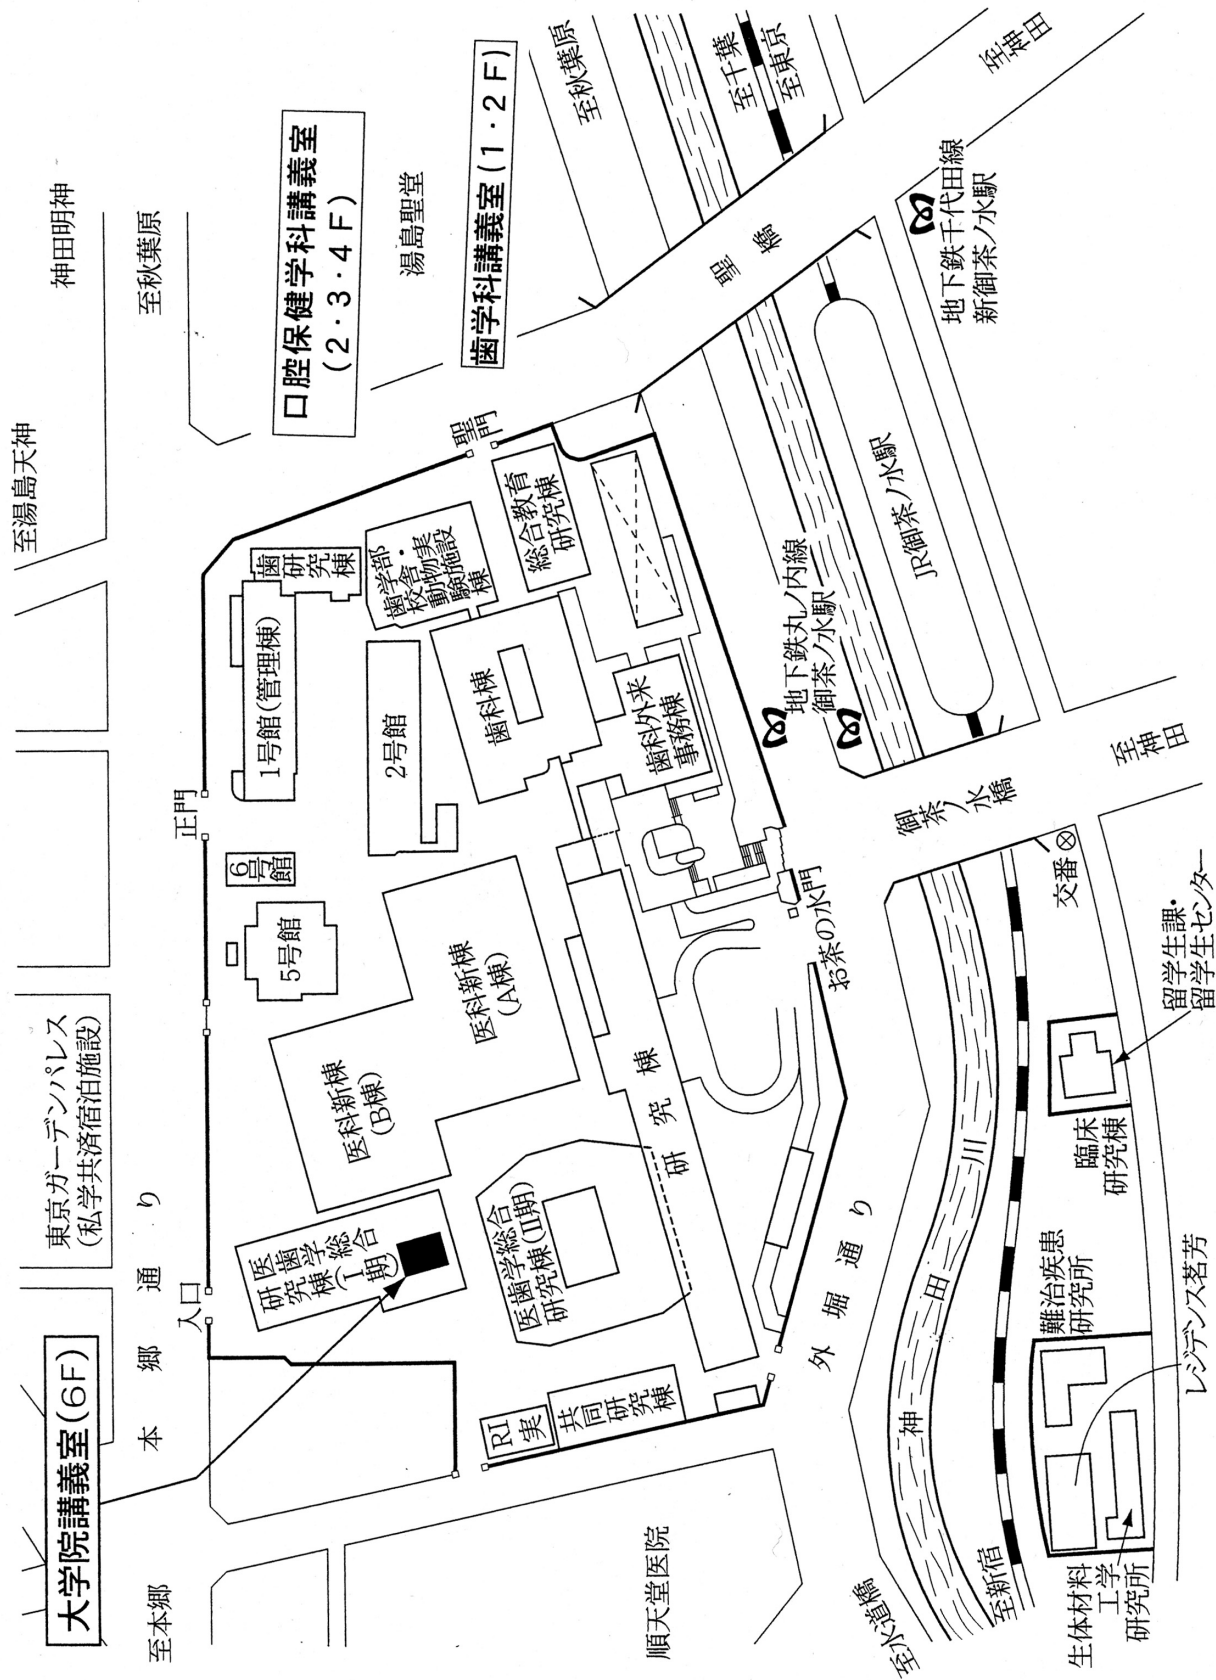 大学院講義室(6F)
口腔保健学科講義室
(2・3・4F)
歯学科講義室(1・2F)
至湯島天神
神田明神
東京ガーデンパレス
(私学共済宿泊施設)
至本郷
本郷通り
至秋葉原
入口
正門
湯島聖堂
聖門
医歯学総合
研究棟(I期)
5号館
6号館
1号館(管理棟)
歯研究棟
医科新棟
(B棟)
医科新棟
(A棟)
2号館
歯学部
校舎・
動物実
験施設
棟
医歯学総合
研究棟(II期)
歯科棟
総合教育
研究棟
RI実
共同研究棟
研究棟
歯科外来
事務棟
順天堂医院
お茶の水門
地下鉄丸ノ内線
御茶ノ水駅
至秋葉原
外堀通り
至水道橋
神田川
御茶ノ水橋
聖橋
JR御茶ノ水駅
至千葉
至東京
至新宿
交番
至神田
至神田
地下鉄千代田線
新御茶ノ水駅
難治疾患
研究所
臨床
研究棟
留学生課・
留学生センター
生体材料
工学
研究所
レジデンス茗芳